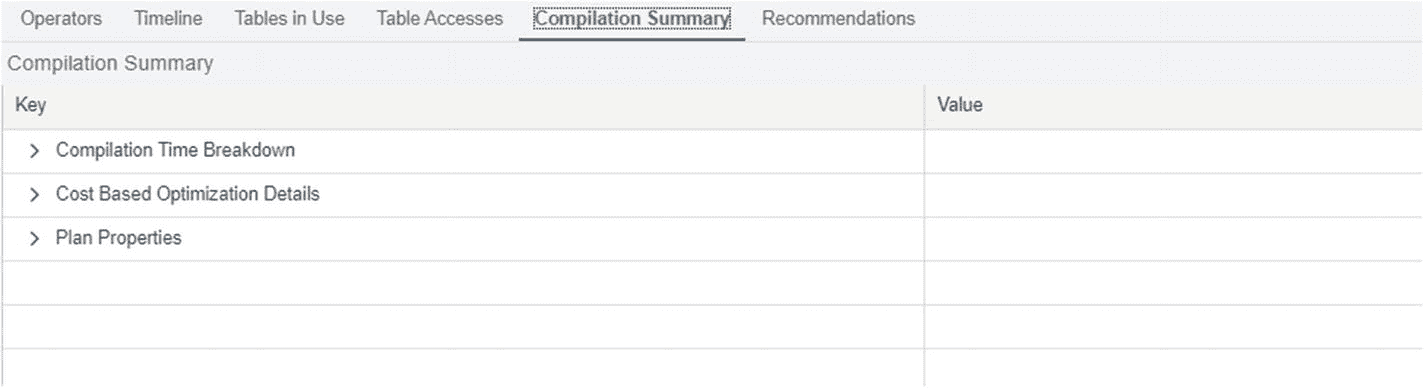 Operators Timeline Tables in Use Table Accesses Compilation Summary Recommendations
Compilation Summary
Key Value
Compilation Time Breakdown
Cost Based Optimization Details
Plan Properties